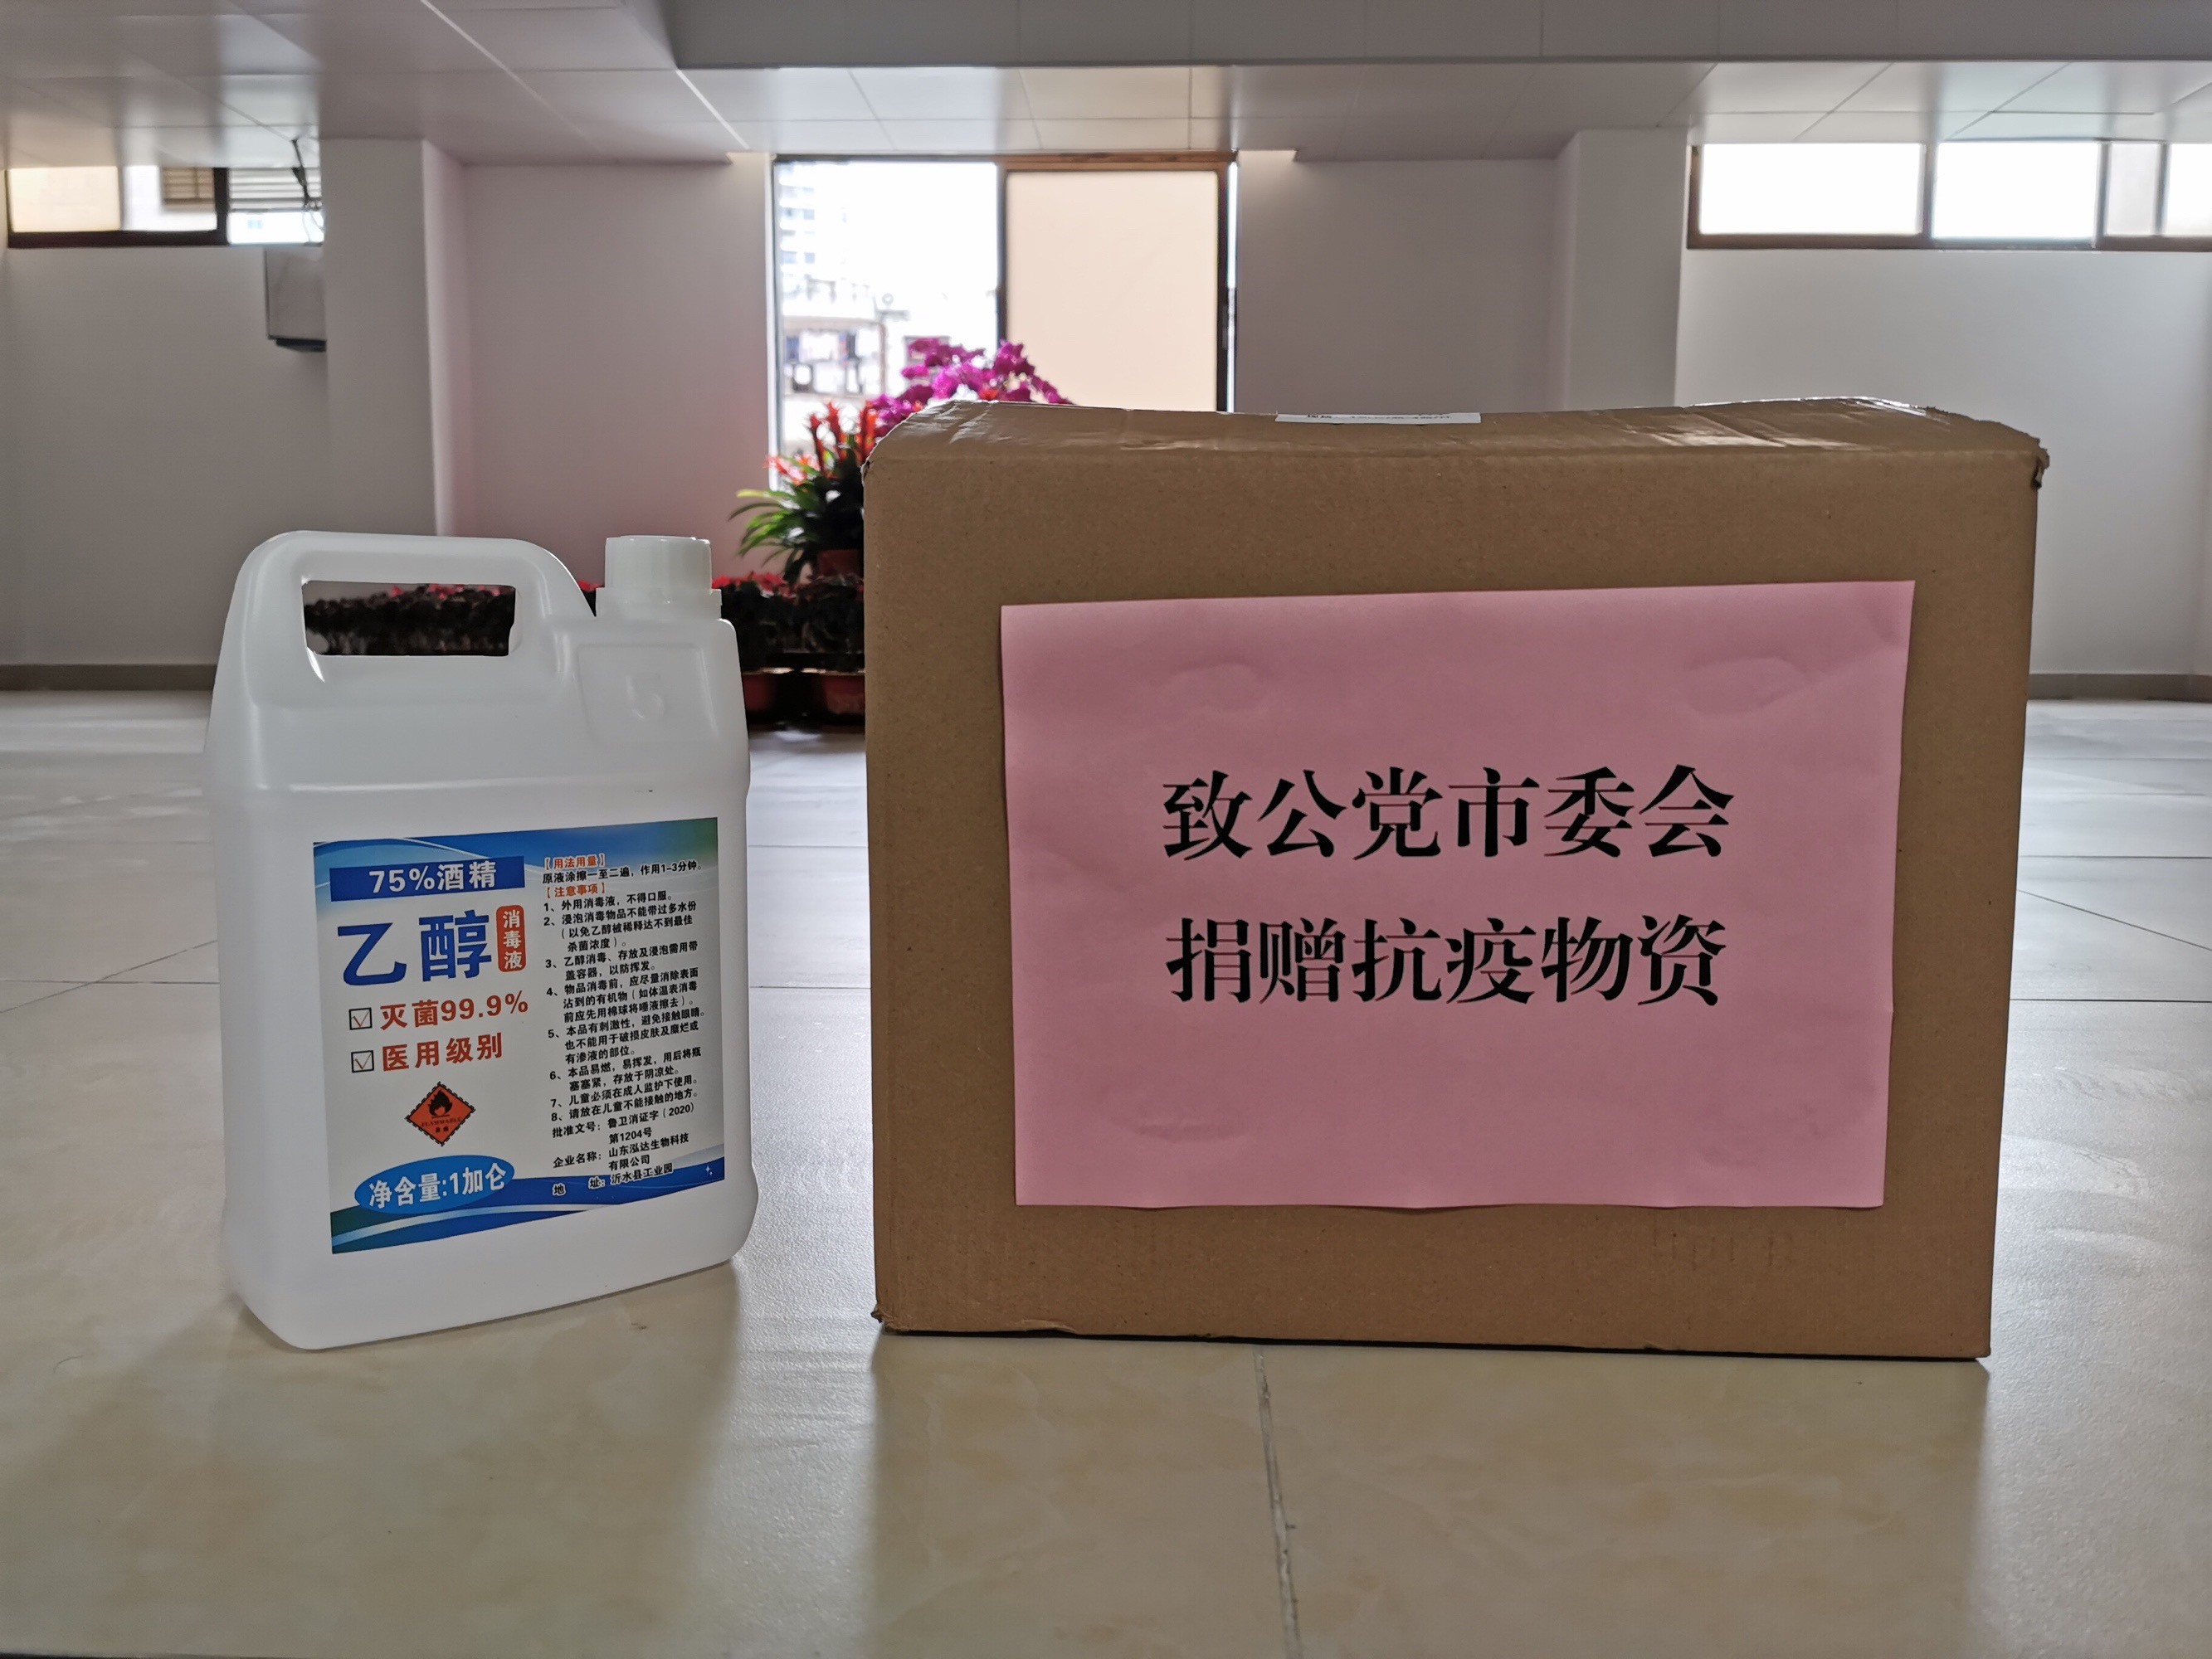 75%酒精
乙醇
消毒液
灭菌99.9%
医用级别
FLAMMABLE
净含量:1加仑
【用法用量】
原液涂擦一至二遍，作用1-3分钟。
【注意事项】
1、外用消毒液，不得口服。
2、浸泡消毒物品不能带过多水份
（以免乙醇被稀释达不到最佳
杀菌浓度）。
3、乙醇消毒、存放及浸泡需用带
盖容器，以防挥发。
4、物品消毒前，应尽量消除表面
沾到的有机物（如体温表消毒
前应先用棉球将唾液擦去）。
5、本品有刺激性，避免接触眼睛。
也不能用于破损皮肤及糜烂或
有渗液的部位。
6、本品易燃，易挥发，用后将瓶
塞塞紧，存放于阴凉处。
7、儿童必须在成人监护下使用。
8、请放在儿童不能接触的地方。
批准文号：鲁卫消证字（2020）
第1204号
企业名称：山东泓达生物科技
有限公司
地 址：沂水县工业园
5
致公党市委会
捐赠抗疫物资